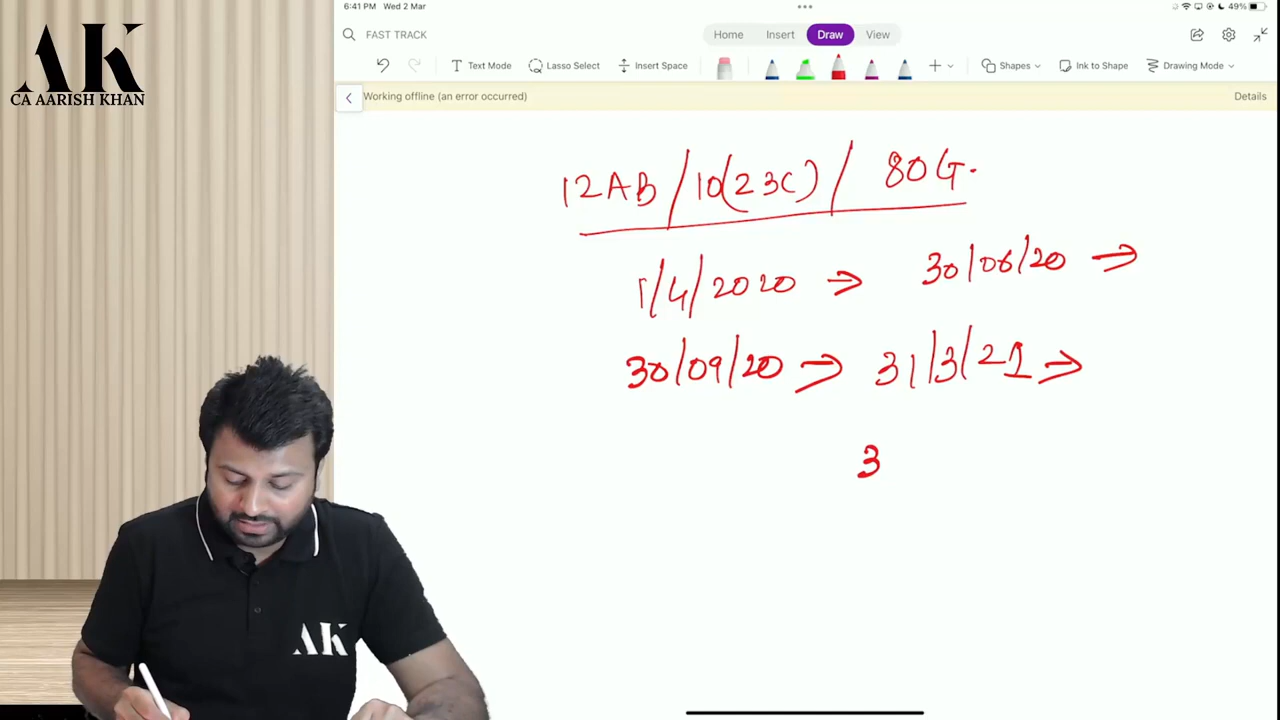 6:41 PM Wed 2 Mar
49%
FAST TRACK
Home Insert Draw View
Text Mode Lasso Select Insert Space Shapes Ink to Shape Drawing Mode
Working offline (an error occurred) Details
AK
CA AARISH KHAN
12AB / 10(23C) / 80G.
1/4/2020 ⇒ 30/06/20 ⇒
30/09/20 ⇒ 31/3/21 ⇒
3
AK